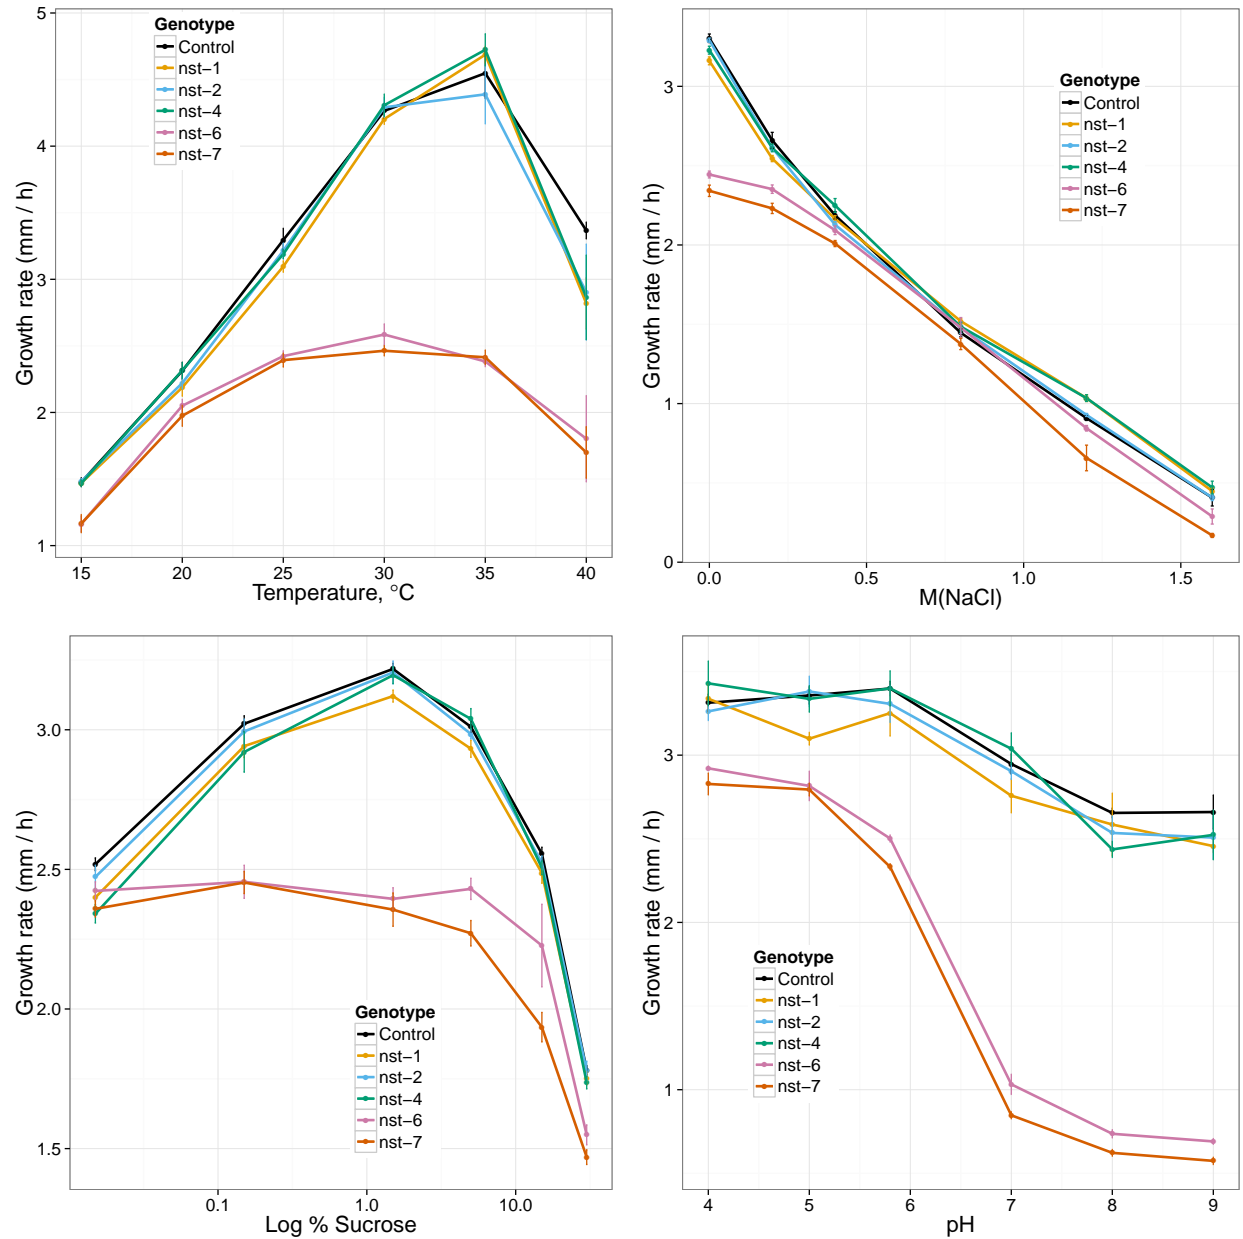 Genotype
Control
nst−1
nst−2
nst−4
nst−6
nst−7
Growth rate (mm / h)
5
4
3
2
1
15 20 25 30 35 40
Temperature, °C
Genotype
Control
nst−1
nst−2
nst−4
nst−6
nst−7
Growth rate (mm / h)
3
2
1
0
0.0 0.5 1.0 1.5
M(NaCl)
Growth rate (mm / h)
3.0
2.5
2.0
1.5
Genotype
Control
nst−1
nst−2
nst−4
nst−6
nst−7
0.1 1.0 10.0
Log % Sucrose
Growth rate (mm / h)
3
2
1
Genotype
Control
nst−1
nst−2
nst−4
nst−6
nst−7
4 5 6 7 8 9
pH